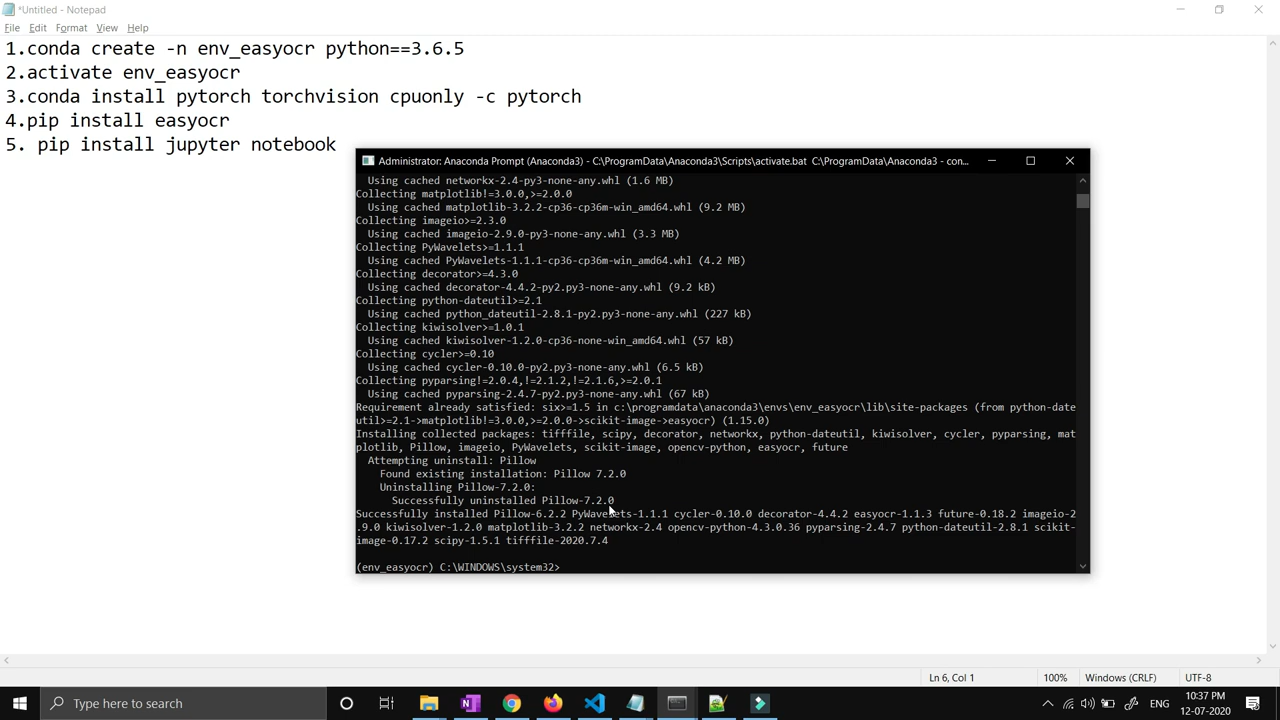 *Untitled - Notepad
File Edit Format View Help
1.conda create -n env_easyocr python==3.6.5
2.activate env_easyocr
3.conda install pytorch torchvision cpuonly -c pytorch
4.pip install easyocr
5. pip install jupyter notebook
Administrator: Anaconda Prompt (Anaconda3) - C:\ProgramData\Anaconda3\Scripts\activate.bat C:\ProgramData\Anaconda3 - con...
Using cached networkx-2.4-py3-none-any.whl (1.6 MB)
Collecting matplotlib!=3.0.0,>=2.0.0
Using cached matplotlib-3.2.2-cp36-cp36m-win_amd64.whl (9.2 MB)
Collecting imageio>=2.3.0
Using cached imageio-2.9.0-py3-none-any.whl (3.3 MB)
Collecting PyWavelets>=1.1.1
Using cached PyWavelets-1.1.1-cp36-cp36m-win_amd64.whl (4.2 MB)
Collecting decorator>=4.3.0
Using cached decorator-4.4.2-py2.py3-none-any.whl (9.2 kB)
Collecting python-dateutil>=2.1
Using cached python_dateutil-2.8.1-py2.py3-none-any.whl (227 kB)
Collecting kiwisolver>=1.0.1
Using cached kiwisolver-1.2.0-cp36-none-win_amd64.whl (57 kB)
Collecting cycler>=0.10
Using cached cycler-0.10.0-py2.py3-none-any.whl (6.5 kB)
Collecting pyparsing!=2.0.4,!=2.1.2,!=2.1.6,>=2.0.1
Using cached pyparsing-2.4.7-py2.py3-none-any.whl (67 kB)
Requirement already satisfied: six>=1.5 in c:\programdata\anaconda3\envs\env_easyocr\lib\site-packages (from python-date
util>=2.1->matplotlib!=3.0.0,>=2.0.0->scikit-image->easyocr) (1.15.0)
Installing collected packages: tifffile, scipy, decorator, networkx, python-dateutil, kiwisolver, cycler, pyparsing, mat
plotlib, Pillow, imageio, PyWavelets, scikit-image, opencv-python, easyocr, future
Attempting uninstall: Pillow
Found existing installation: Pillow 7.2.0
Uninstalling Pillow-7.2.0:
Successfully uninstalled Pillow-7.2.0
Successfully installed Pillow-6.2.2 PyWavelets-1.1.1 cycler-0.10.0 decorator-4.4.2 easyocr-1.1.3 future-0.18.2 imageio-2
.9.0 kiwisolver-1.2.0 matplotlib-3.2.2 networkx-2.4 opencv-python-4.3.0.36 pyparsing-2.4.7 python-dateutil-2.8.1 scikit-
image-0.17.2 scipy-1.5.1 tifffile-2020.7.4
(env_easyocr) C:\WINDOWS\system32>
Ln 6, Col 1 100% Windows (CRLF) UTF-8
Type here to search
ENG
10:37 PM
12-07-2020